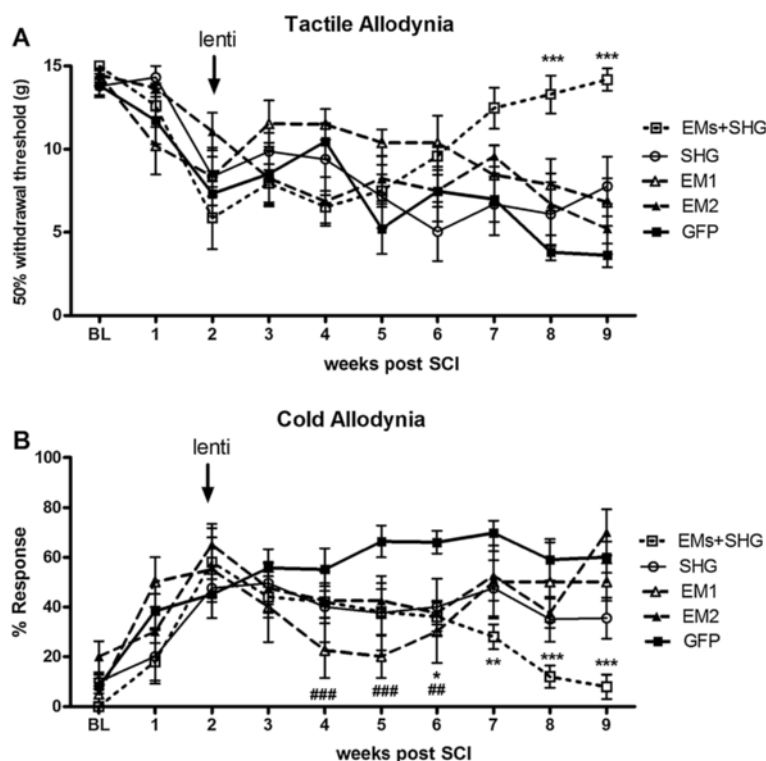 A
Tactile Allodynia
lenti
50% withdrawal threshold (g)
15
10
5
0
*** ***
BL 1 2 3 4 5 6 7 8 9
weeks post SCI
EMs+SHG
SHG
EM1
EM2
GFP
B
Cold Allodynia
lenti
% Response
100
80
60
40
20
0
### ### * ** *** ***
##
BL 1 2 3 4 5 6 7 8 9
weeks post SCI
EMs+SHG
SHG
EM1
EM2
GFP